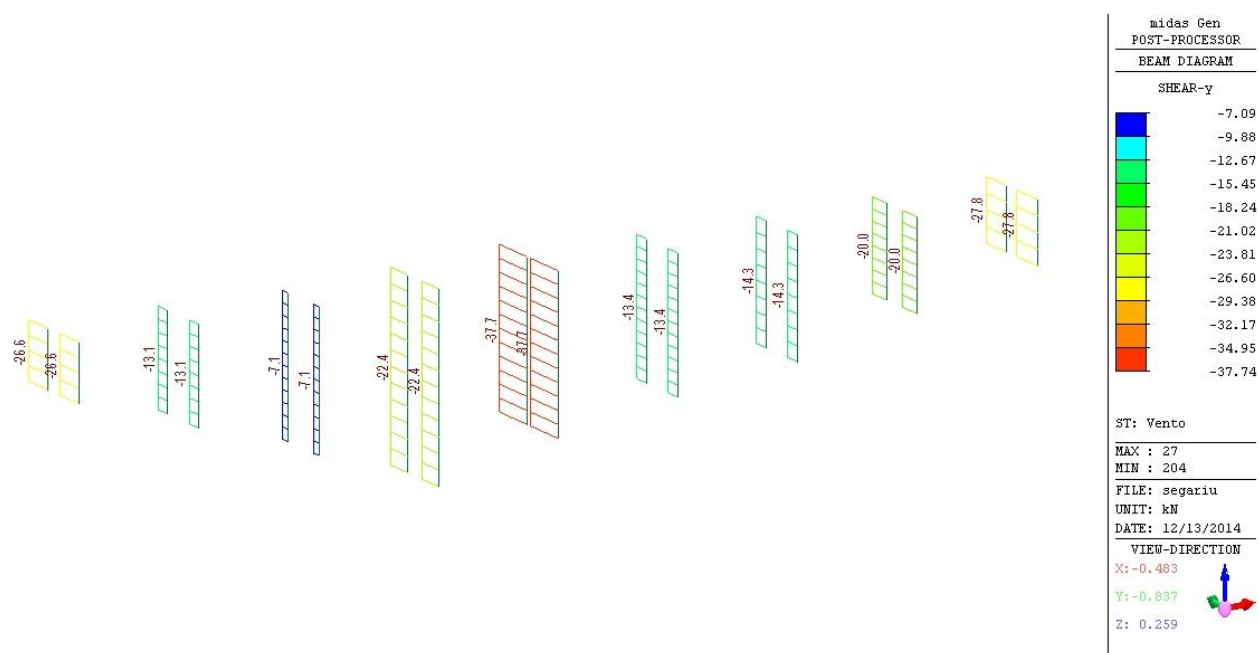 midas Gen
POST-PROCESSOR
BEAM DIAGRAM
SHEAR-y
-7.09
-9.88
-12.67
-15.45
-18.24
-21.02
-23.81
-26.60
-29.38
-32.17
-34.95
-37.74
ST: Vento
MAX : 27
MIN : 204
FILE: segariu
UNIT: kN
DATE: 12/13/2014
VIEW-DIRECTION
X:-0.483
Y:-0.837
Z: 0.259
-26.6
-26.6
-13.1
-13.1
-7.1
-7.1
-22.4
-22.4
-37.7
-37.7
-13.4
-13.4
-14.3
-14.3
-20.0
-20.0
-27.8
-27.8